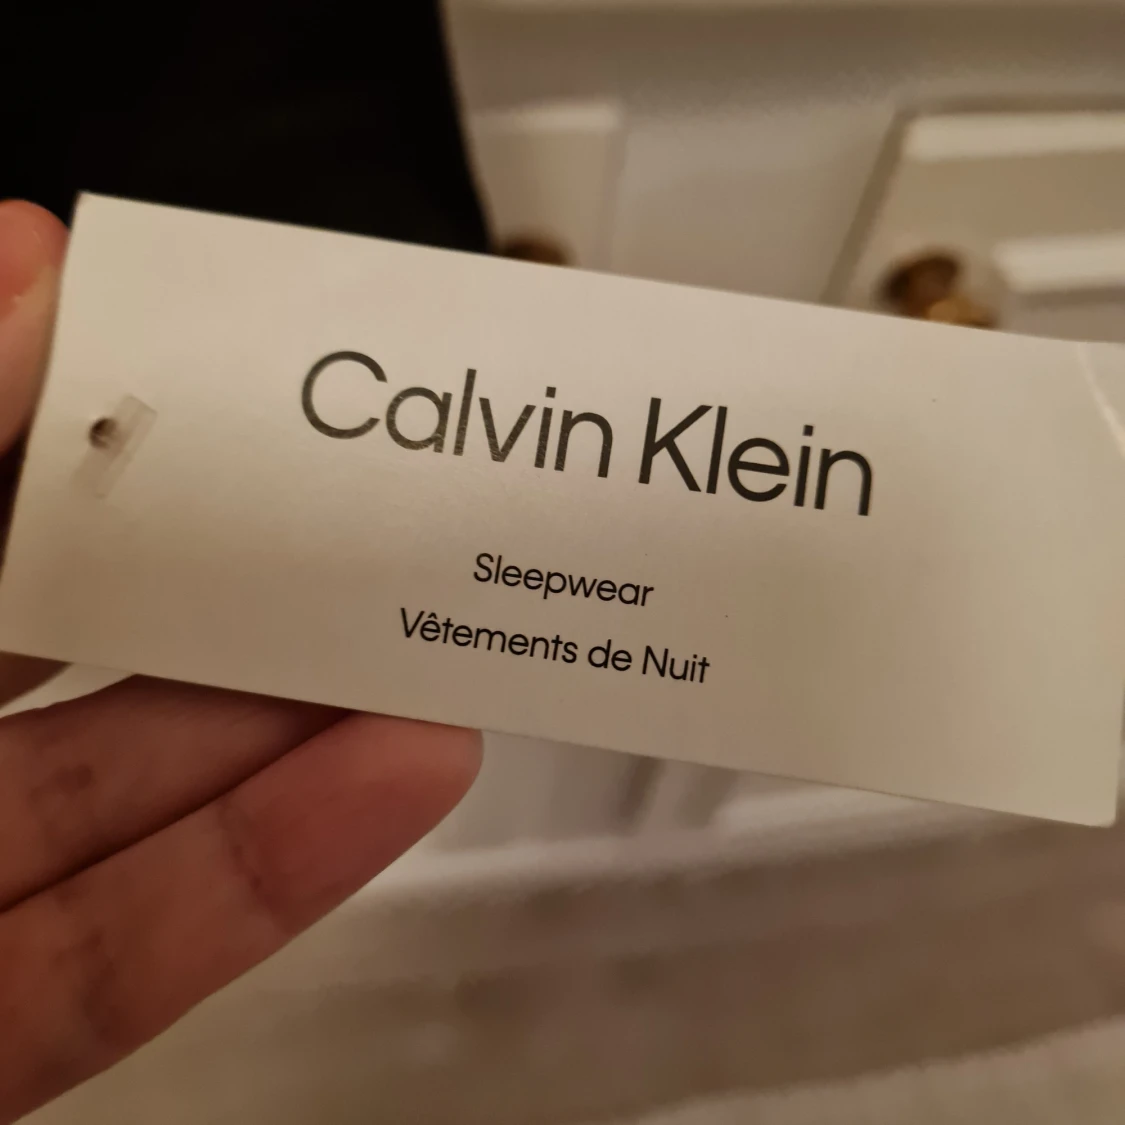 Calvin Klein
Sleepwear
Vêtements de Nuit